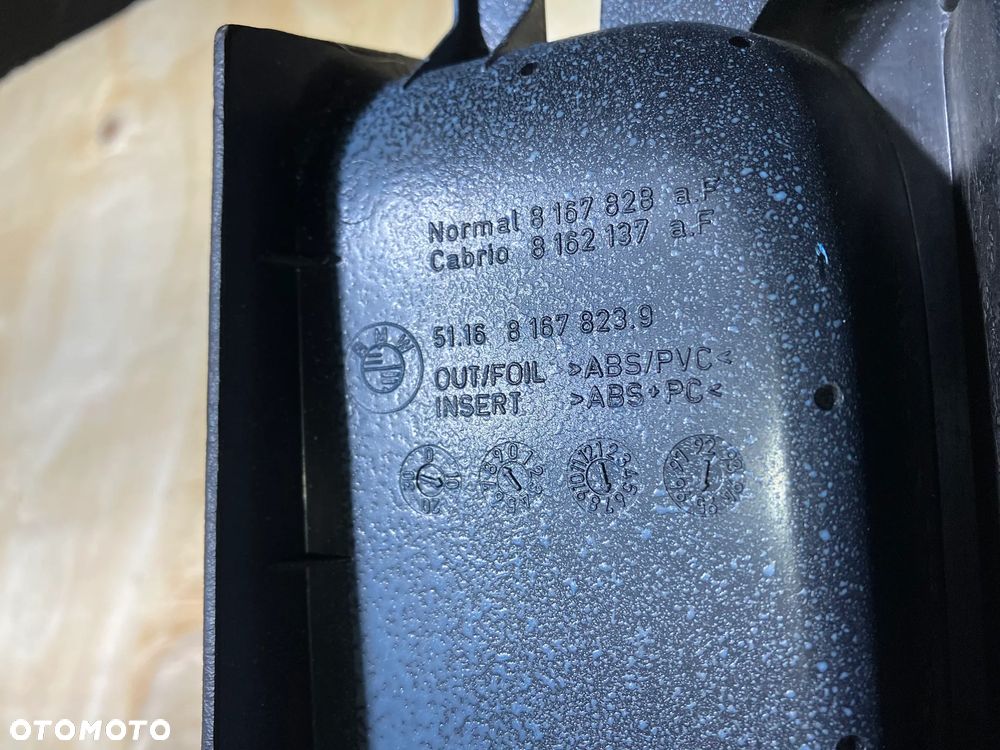 Normal 8 167 828 a.F
Cabrio 8 162 137 a.F
51.16 8 167 823.9
BMW
OUT/FOIL >ABS/PVC<
INSERT >ABS+PC<
OTOMOTO